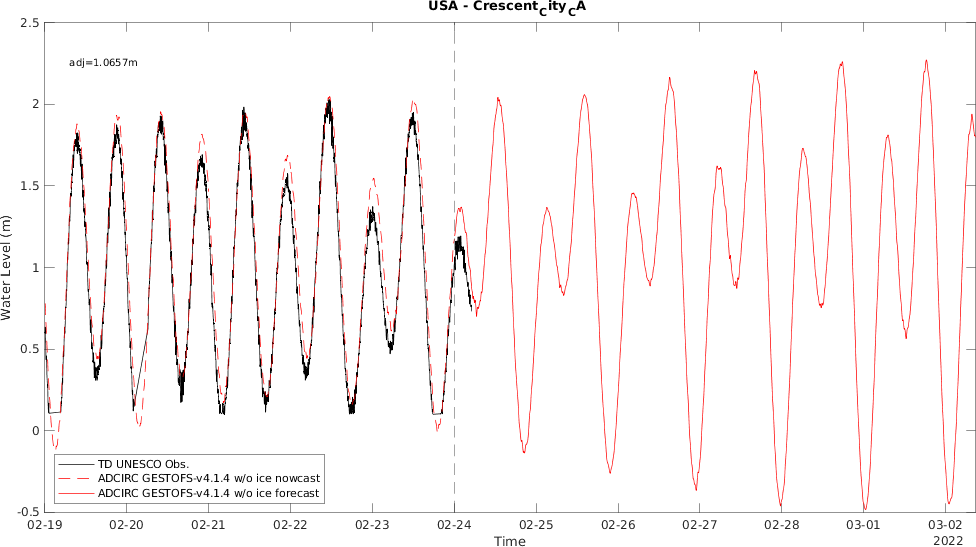 USA - CrescentCityCA
adj=1.0657m
2.5
2
1.5
1
0.5
0
-0.5
Water Level (m)
TD UNESCO Obs.
ADCIRC GESTOFS-v4.1.4 w/o ice nowcast
ADCIRC GESTOFS-v4.1.4 w/o ice forecast
02-19 02-20 02-21 02-22 02-23 02-24 02-25 02-26 02-27 02-28 03-01 03-02
2022
Time